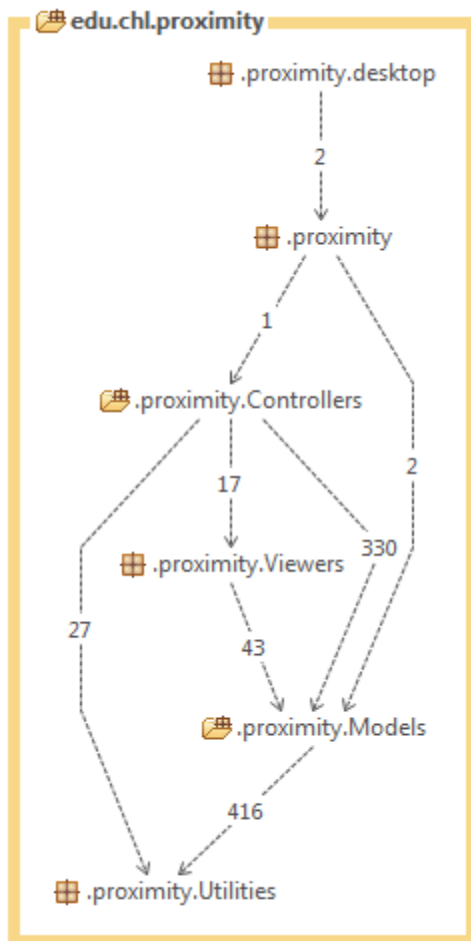 edu.chl.proximity
.proximity.desktop
2
.proximity
1
.proximity.Controllers
2
17
330
.proximity.Viewers
27
43
.proximity.Models
416
.proximity.Utilities